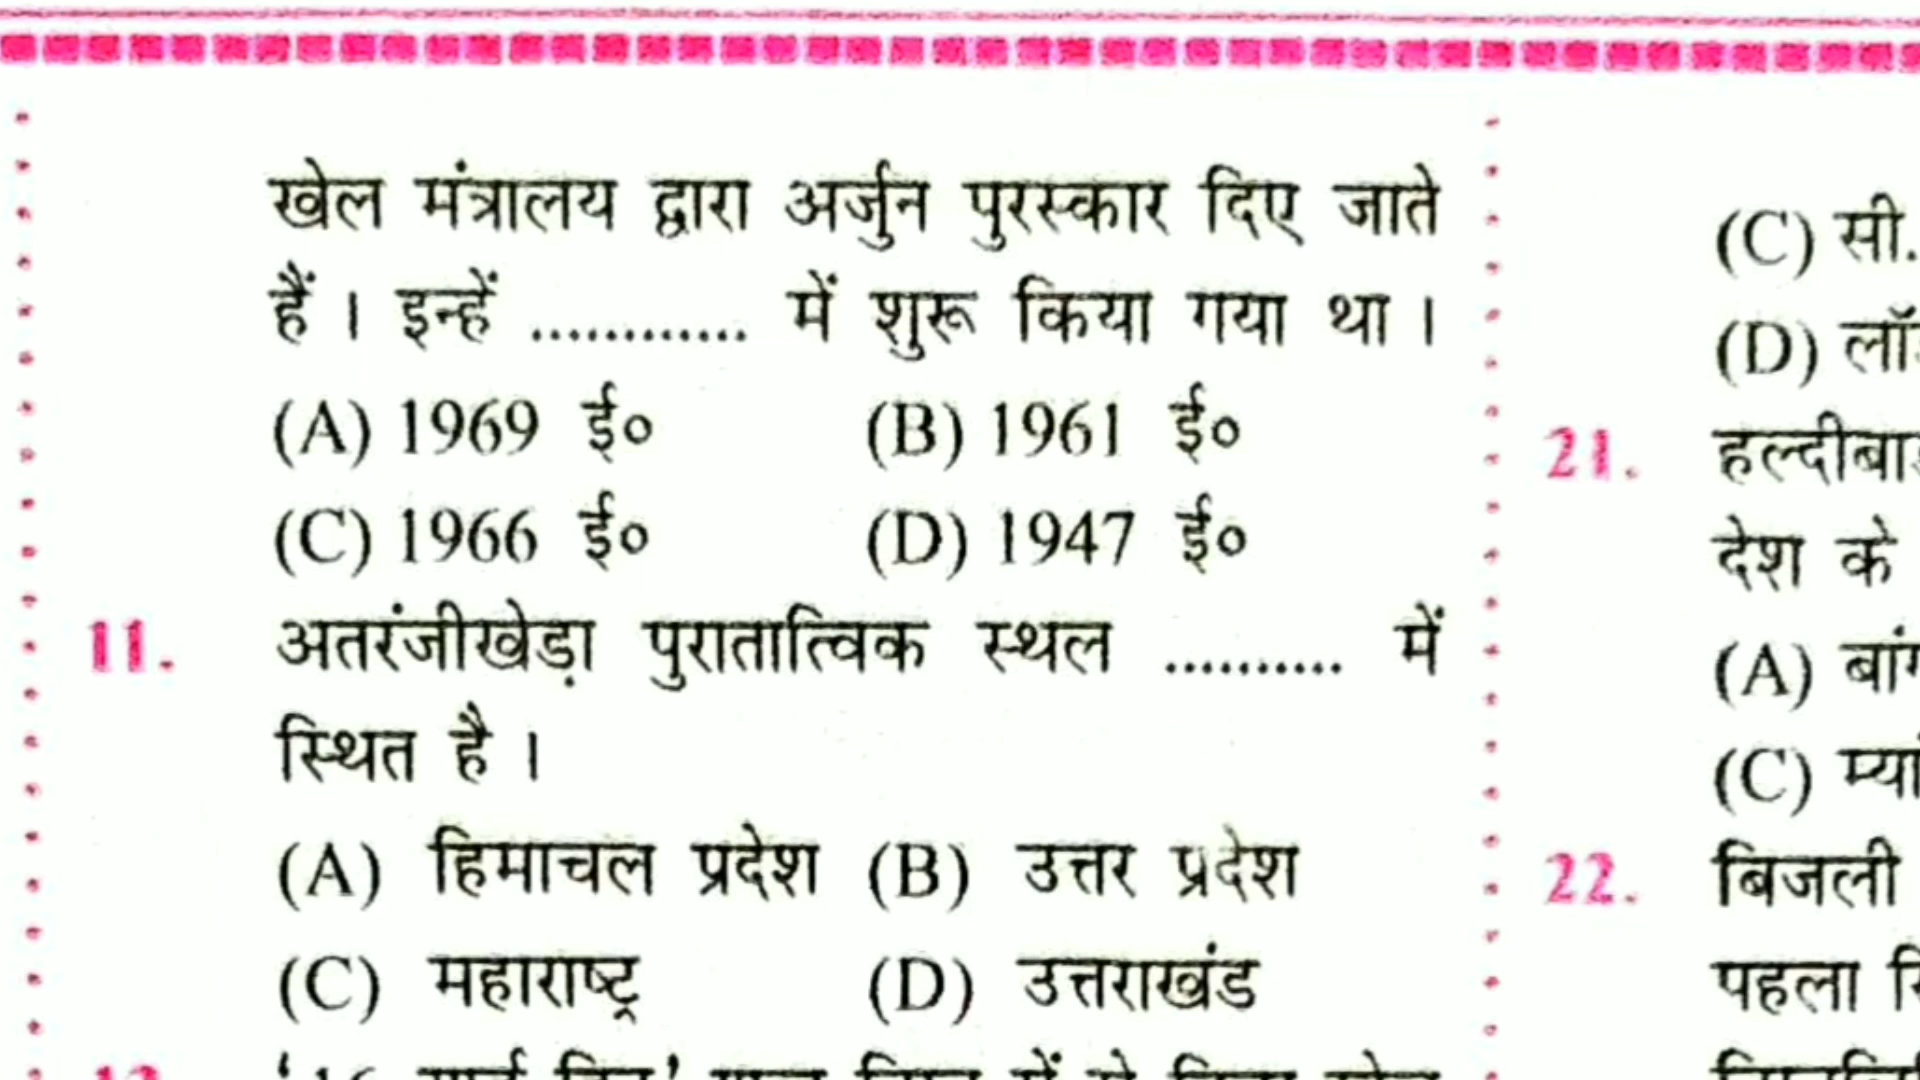 खेल मंत्रालय द्वारा अर्जुन पुरस्कार दिए जाते
हैं । इन्हें ............ में शुरू किया गया था ।
(A) 1969 ई० (B) 1961 ई०
(C) 1966 ई० (D) 1947 ई०
11. अतरंजीखेड़ा पुरातात्विक स्थल .......... में
स्थित है ।
(A) हिमाचल प्रदेश (B) उत्तर प्रदेश
(C) महाराष्ट्र (D) उत्तराखंड
(C) सी.
(D)
21.
देश के
(A)
(C)
22. बिजली
पहला